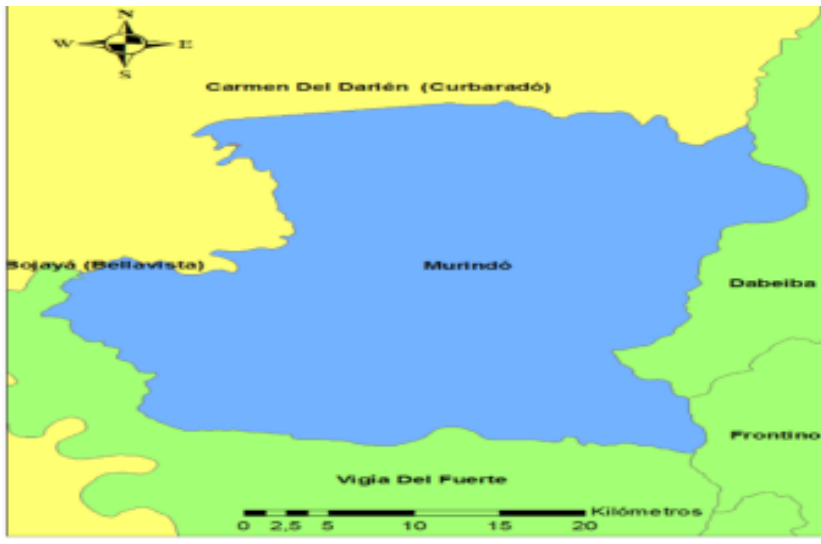 N
W E
S
Carmen Del Darién (Curbaradó)
Bojayá (Bellavista)
Murindó
Dabeiba
Frontino
Vigía Del Fuerte
Kilómetros
0 2,5 5 10 15 20